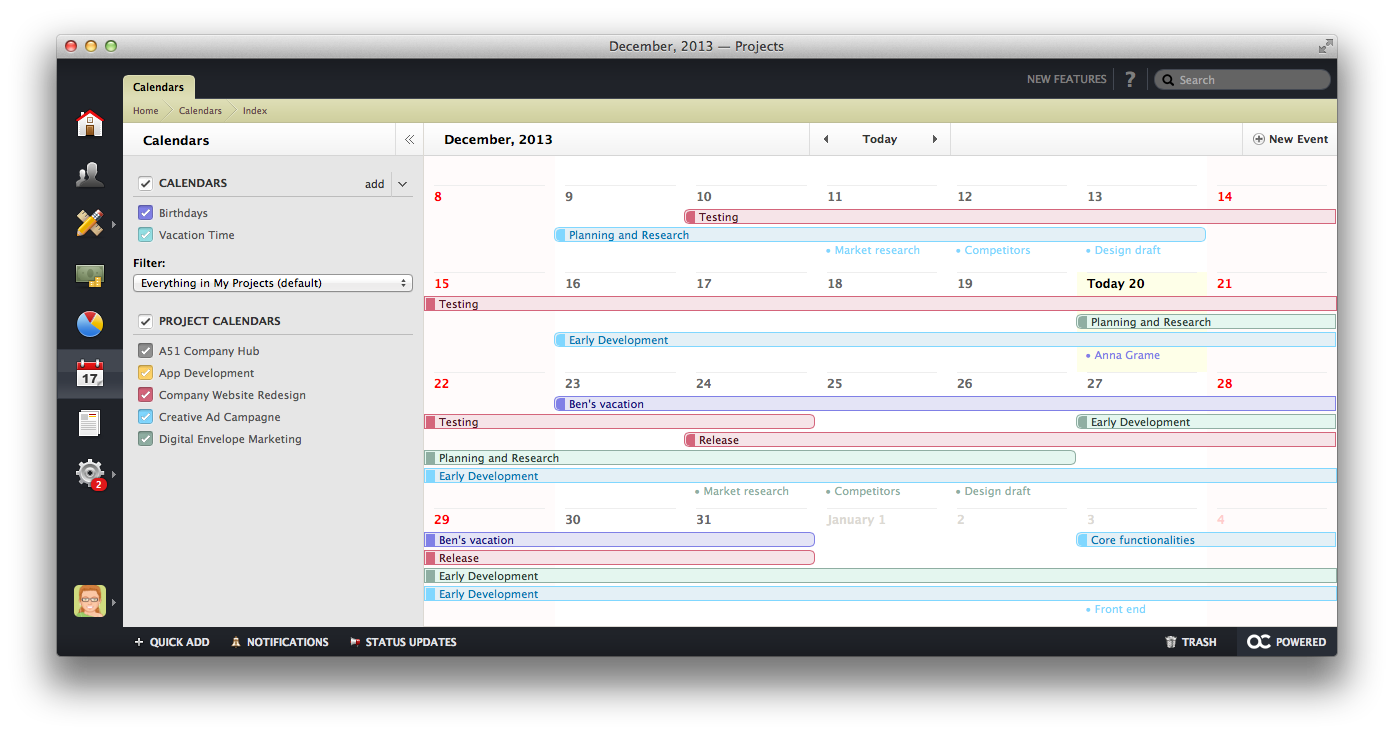 December, 2013 — Projects
Calendars
NEW FEATURES ? Search
Home Calendars Index
Calendars
December, 2013 Today New Event
CALENDARS add
Birthdays
Vacation Time
Filter:
Everything in My Projects (default)
PROJECT CALENDARS
A51 Company Hub
App Development
Company Website Redesign
Creative Ad Campagne
Digital Envelope Marketing
17
2
8 9 10 11 12 13 14
Testing
Planning and Research
• Market research • Competitors • Design draft
15 16 17 18 19 Today 20 21
Testing
Planning and Research
Early Development
• Anna Grame
22 23 24 25 26 27 28
Ben's vacation
Testing Early Development
Release
Planning and Research
Early Development
• Market research • Competitors • Design draft
29 30 31 January 1 2 3 4
Ben's vacation Core functionalities
Release
Early Development
Early Development
• Front end
QUICK ADD NOTIFICATIONS STATUS UPDATES TRASH OC POWERED